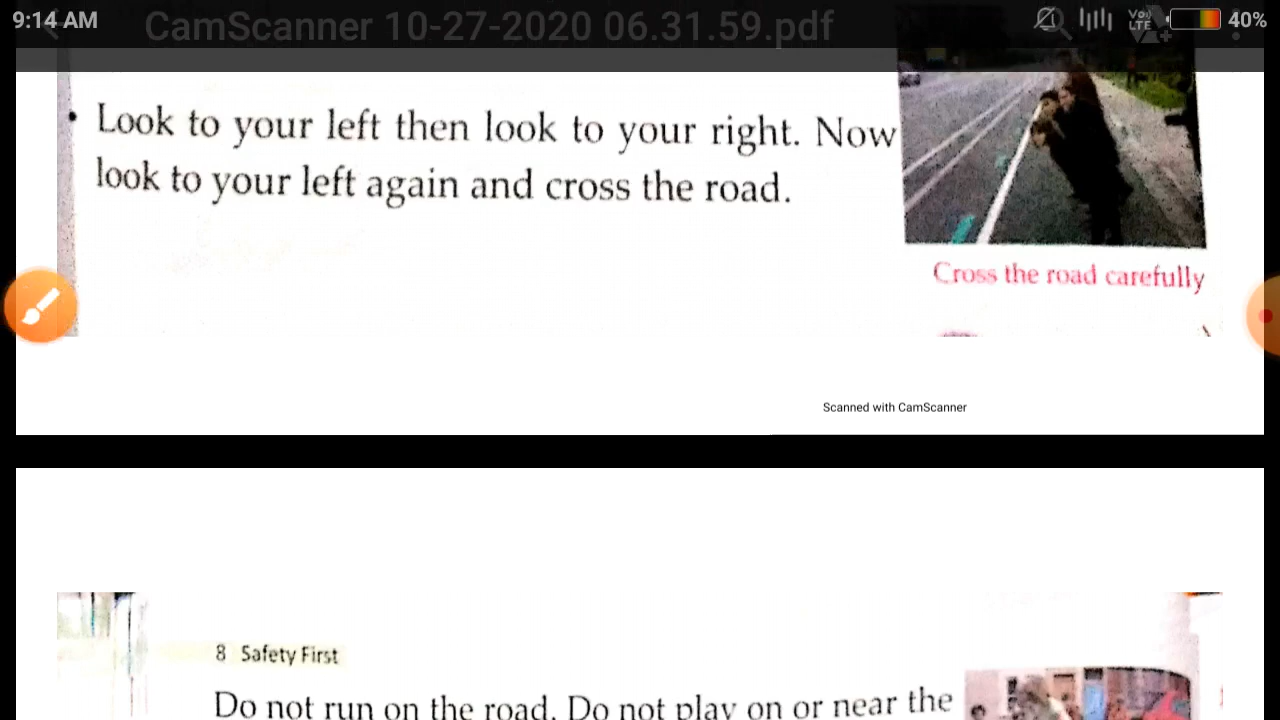 9:14 AM
CamScanner 10-27-2020 06.31.59.pdf
Vo) LTE
40%
• Look to your left then look to your right. Now
look to your left again and cross the road.
Cross the road carefully
Scanned with CamScanner
8 Safety First
Do not run on the road. Do not play on or near the